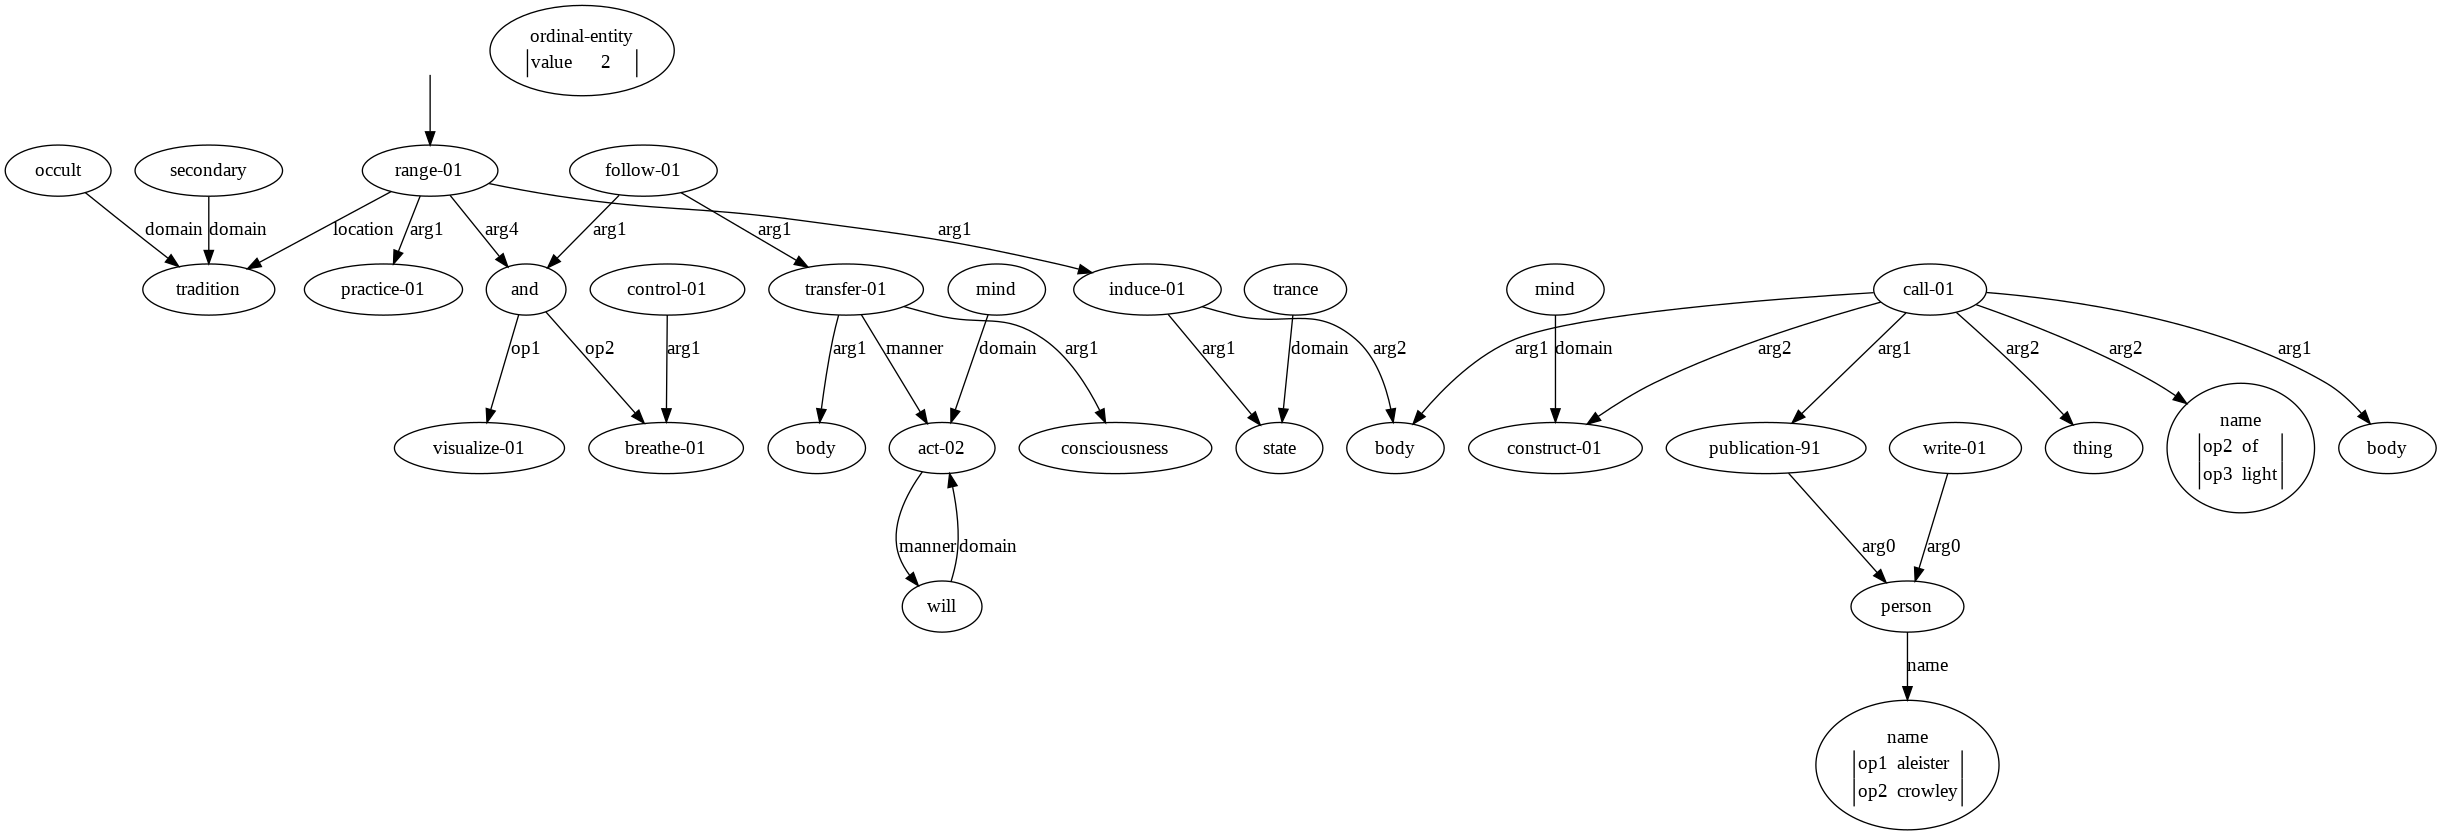 ordinal-entity
value 2
occult
secondary
range-01
follow-01
domain
domain
location
arg1
arg4
arg1
arg1
arg1
tradition
practice-01
and
control-01
transfer-01
mind
induce-01
trance
mind
call-01
op1
op2
arg1
arg1
manner
domain
arg1
arg1
domain
arg2
arg1
domain
arg2
arg1
arg2
arg2
arg1
visualize-01
breathe-01
body
act-02
consciousness
state
body
construct-01
publication-91
write-01
thing
name
op2 of
op3 light
body
manner
domain
arg0
arg0
will
person
name
name
op1 aleister
op2 crowley